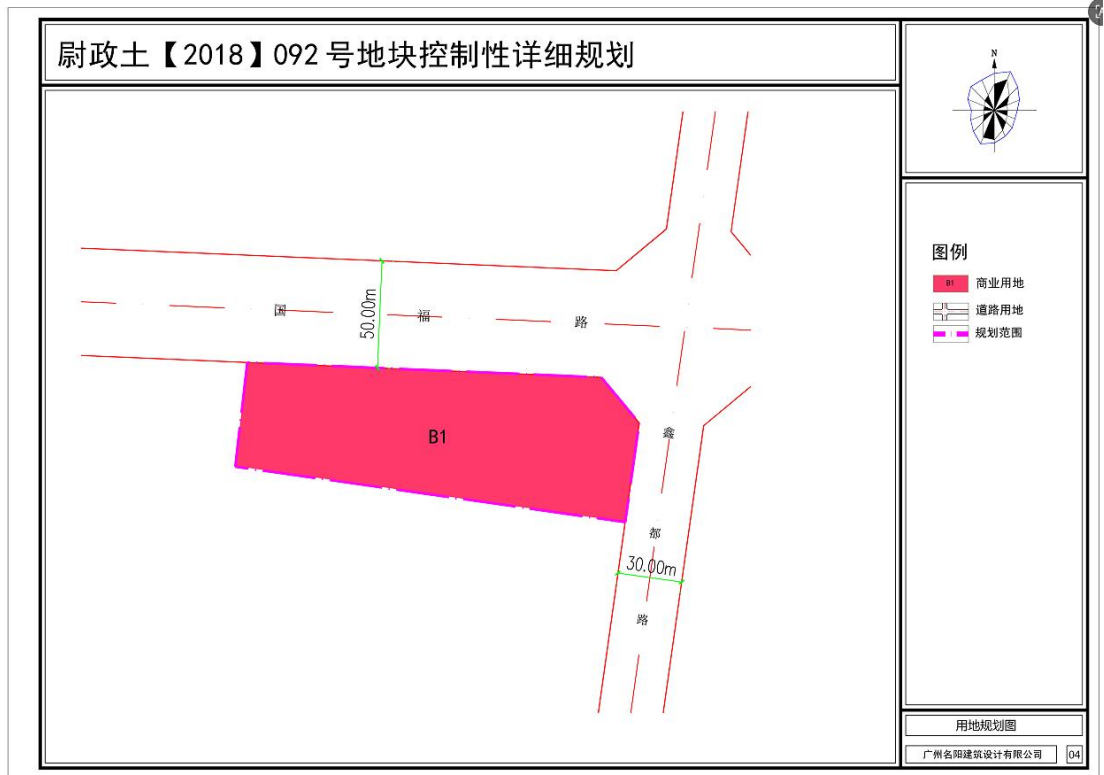 尉政土【2018】092号地块控制性详细规划
N
图例
B1 商业用地
道路用地
规划范围
国福路
50.00m
B1
鑫都路
30.00m
用地规划图
广州名阳建筑设计有限公司 04